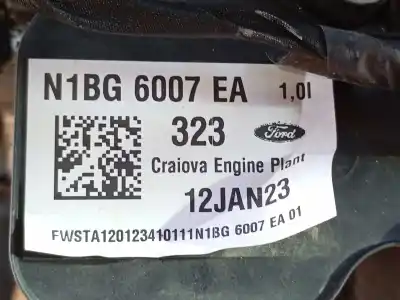 N1BG 6007 EA 1,0l
323 Ford
Craiova Engine Plant
12JAN23
FWSTA120123410111N1BG 6007 EA 01